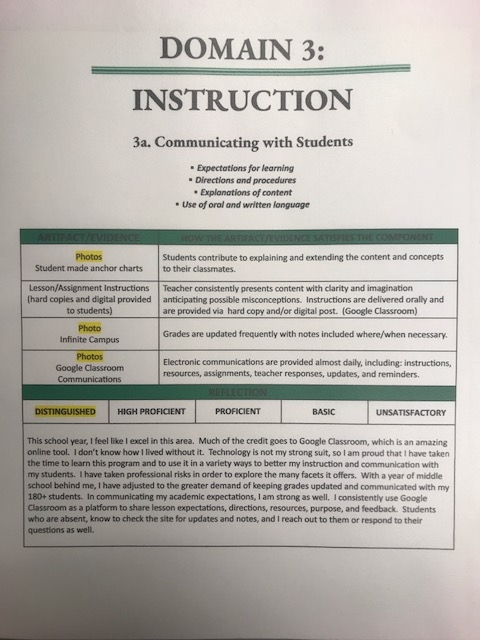 DOMAIN 3:
INSTRUCTION
3a. Communicating with Students
▪ Expectations for learning
▪ Directions and procedures
▪ Explanations of content
▪ Use of oral and written language
ARTIFACT/EVIDENCE HOW THE ARTIFACT/EVIDENCE SATISFIES THE COMPONENT
Photos
Student made anchor charts
Students contribute to explaining and extending the content and concepts
to their classmates.
Lesson/Assignment Instructions
(hard copies and digital provided
to students)
Teacher consistently presents content with clarity and imagination
anticipating possible misconceptions. Instructions are delivered orally and
are provided via hard copy and/or digital post. (Google Classroom)
Photo
Infinite Campus
Grades are updated frequently with notes included where/when necessary.
Photos
Google Classroom
Communications
Electronic communications are provided almost daily, including: instructions,
resources, assignments, teacher responses, updates, and reminders.
REFLECTION
DISTINGUISHED HIGH PROFICIENT PROFICIENT BASIC UNSATISFACTORY
This school year, I feel like I excel in this area. Much of the credit goes to Google Classroom, which is an amazing
online tool. I don't know how I lived without it. Technology is not my strong suit, so I am proud that I have taken
the time to learn this program and to use it in a variety ways to better my instruction and communication with
my students. I have taken professional risks in order to explore the many facets it offers. With a year of middle
school behind me, I have adjusted to the greater demand of keeping grades updated and communicated with my
180+ students. In communicating my academic expectations, I am strong as well. I consistently use Google
Classroom as a platform to share lesson expectations, directions, resources, purpose, and feedback. Students
who are absent, know to check the site for updates and notes, and I reach out to them or respond to their
questions as well.